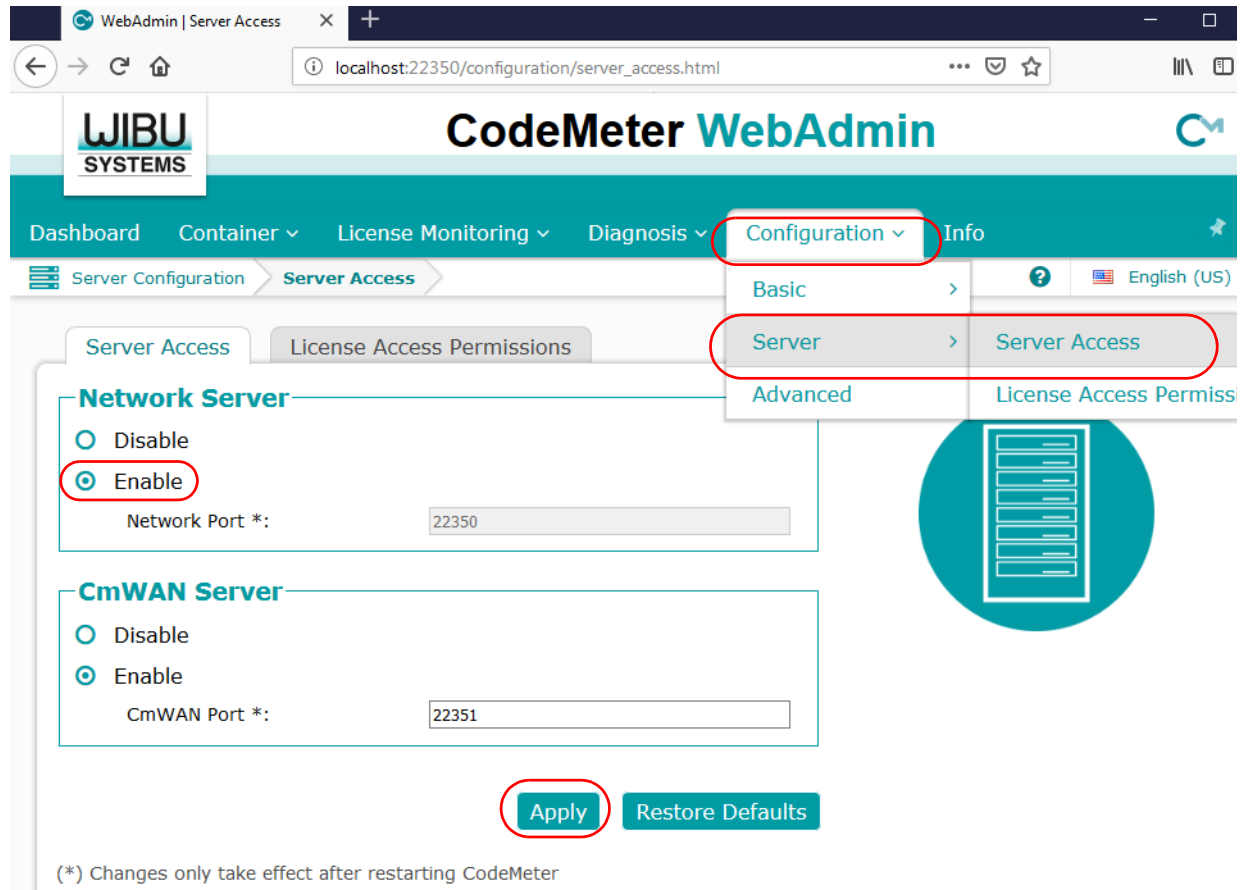 WebAdmin | Server Access
localhost:22350/configuration/server_access.html
WIBU
SYSTEMS
CodeMeter WebAdmin
CM
Dashboard Container License Monitoring Diagnosis Configuration Info
Server Configuration Server Access
English (US)
Basic
Server
Server Access
Advanced
License Access Permissi
Server Access License Access Permissions
Network Server
Disable
Enable
Network Port *: 22350
CmWAN Server
Disable
Enable
CmWAN Port *: 22351
Apply Restore Defaults
(*) Changes only take effect after restarting CodeMeter